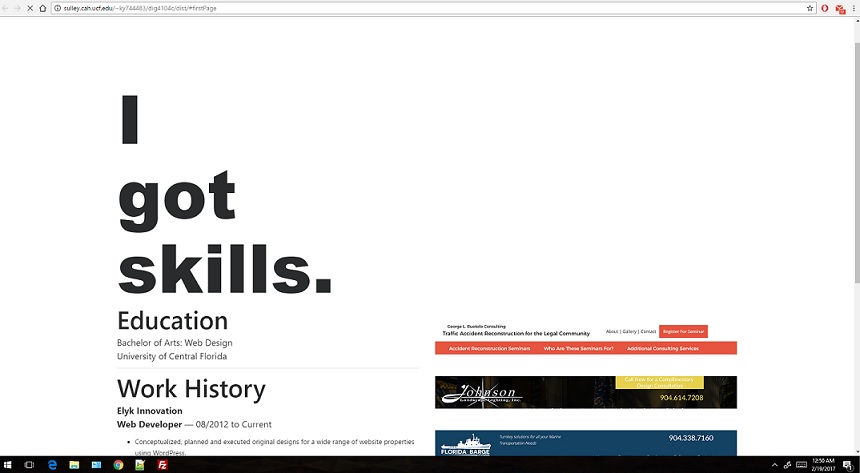 sulley.cah.ucf.edu/~ky744483/dig4104c/dist/#firstPage
I
got
skills.
Education
Bachelor of Arts: Web Design
University of Central Florida
Work History
Elyk Innovation
Web Developer — 08/2012 to Current
• Conceptualized, planned and executed original designs for a wide range of website properties
using WordPress.
George L. Bustolo Consulting
Traffic Accident Reconstruction for the Legal Community
About | Gallery | Contact
Register For Seminar
Accident Reconstruction Seminars
Who Are These Seminars For?
Additional Consulting Services
Johnson
Landscape Lighting, Inc.
Call Now for a Complimentary
Design Consultation
904.614.7208
FLORIDA BARGE
Turnkey solutions for all your Marine
Transportation Needs
904.338.7160
12:50 AM
2/19/2017